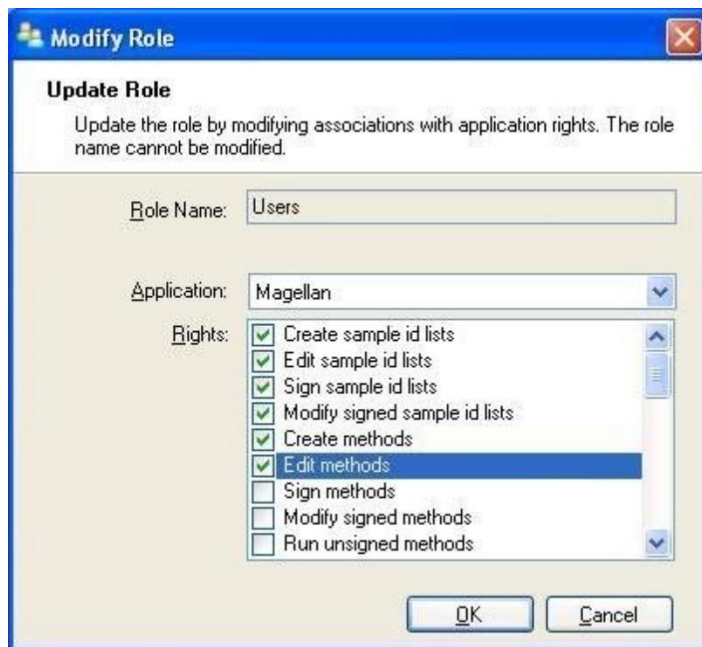 Modify Role
Update Role
Update the role by modifying associations with application rights. The role
name cannot be modified.
Role Name: Users
Application: Magellan
Rights: Create sample id lists
Edit sample id lists
Sign sample id lists
Modify signed sample id lists
Create methods
Edit methods
Sign methods
Modify signed methods
Run unsigned methods
OK Cancel